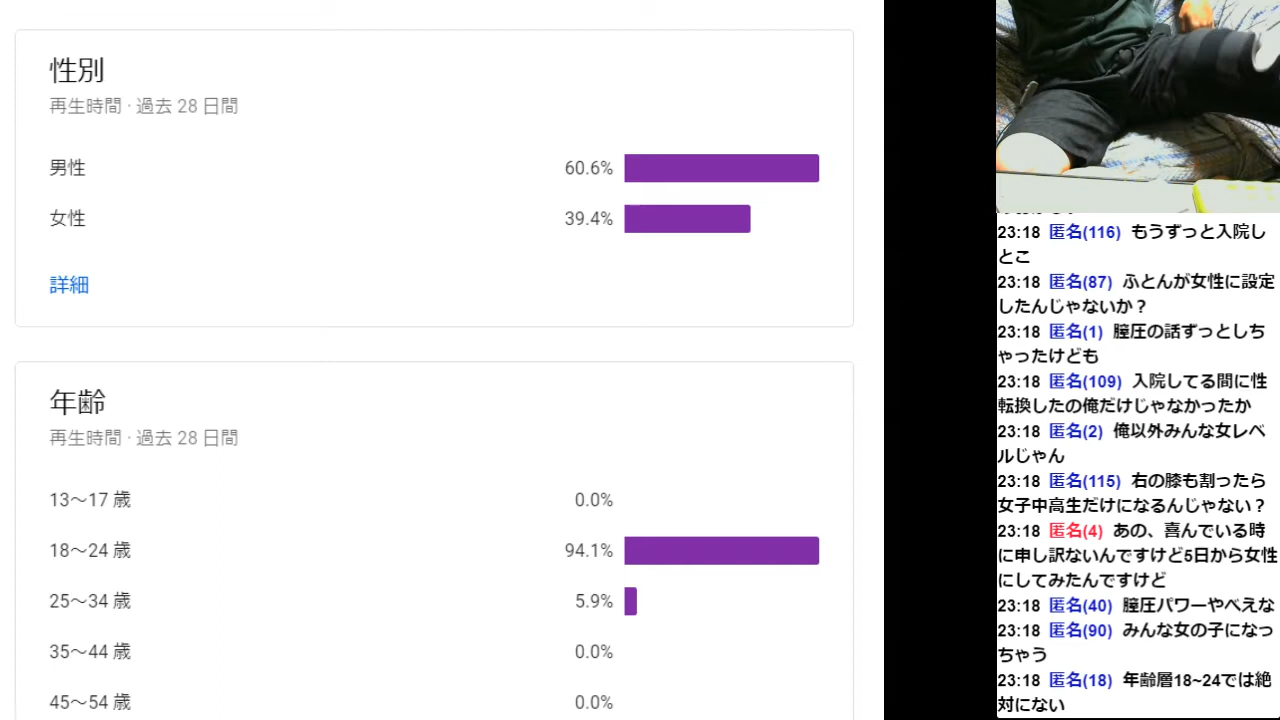 性別
再生時間 · 過去 28 日間
男性 60.6%
女性 39.4%
詳細
年齢
再生時間 · 過去 28 日間
13～17 歳 0.0%
18～24 歳 94.1%
25～34 歳 5.9%
35～44 歳 0.0%
45～54 歳 0.0%
23:18 匿名(116) もうずっと入院し
とこ
23:18 匿名(87) ふとんが女性に設定
したんじゃないか？
23:18 匿名(1) 膣圧の話ずっとしち
ゃったけども
23:18 匿名(109) 入院してる間に性
転換したの俺だけじゃなかったか
23:18 匿名(2) 俺以外みんな女レベ
ルじゃん
23:18 匿名(115) 右の膝も割ったら
女子中高生だけになるんじゃない？
23:18 匿名(4) あの、喜んでいる時
に申し訳ないんですけど5日から女性
にしてみたんですけど
23:18 匿名(40) 膣圧パワーやべえな
23:18 匿名(90) みんな女の子になっ
ちゃう
23:18 匿名(18) 年齢層18~24では絶
対にない